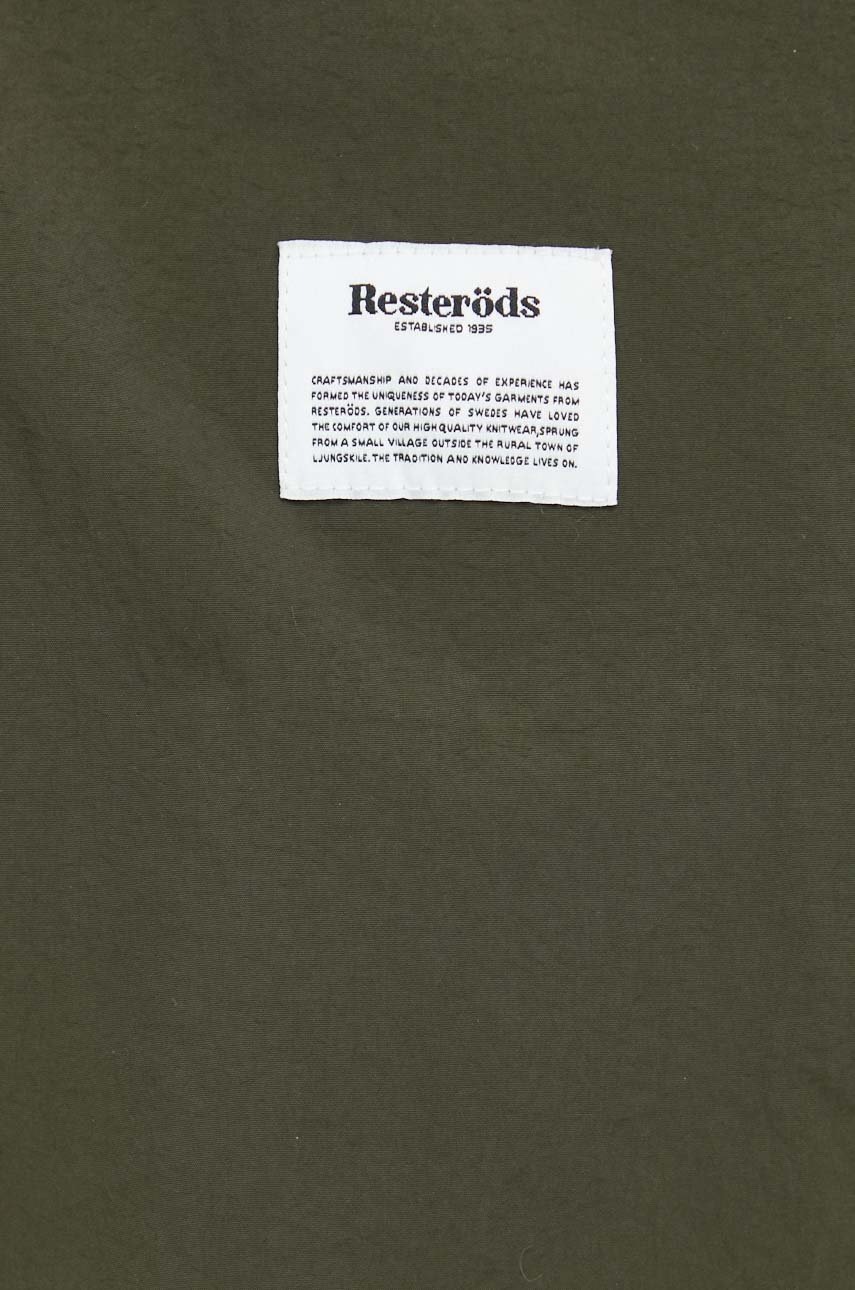 Resteröds
ESTABLISHED 1935
CRAFTSMANSHIP AND DECADES OF EXPERIENCE HAS
FORMED THE UNIQUENESS OF TODAY'S GARMENTS FROM
RESTERÖDS. GENERATIONS OF SWEDES HAVE LOVED
THE COMFORT OF OUR HIGH QUALITY KNITWEAR, SPRUNG
FROM A SMALL VILLAGE OUTSIDE THE RURAL TOWN OF
LJUNGSKILE. THE TRADITION AND KNOWLEDGE LIVES ON.